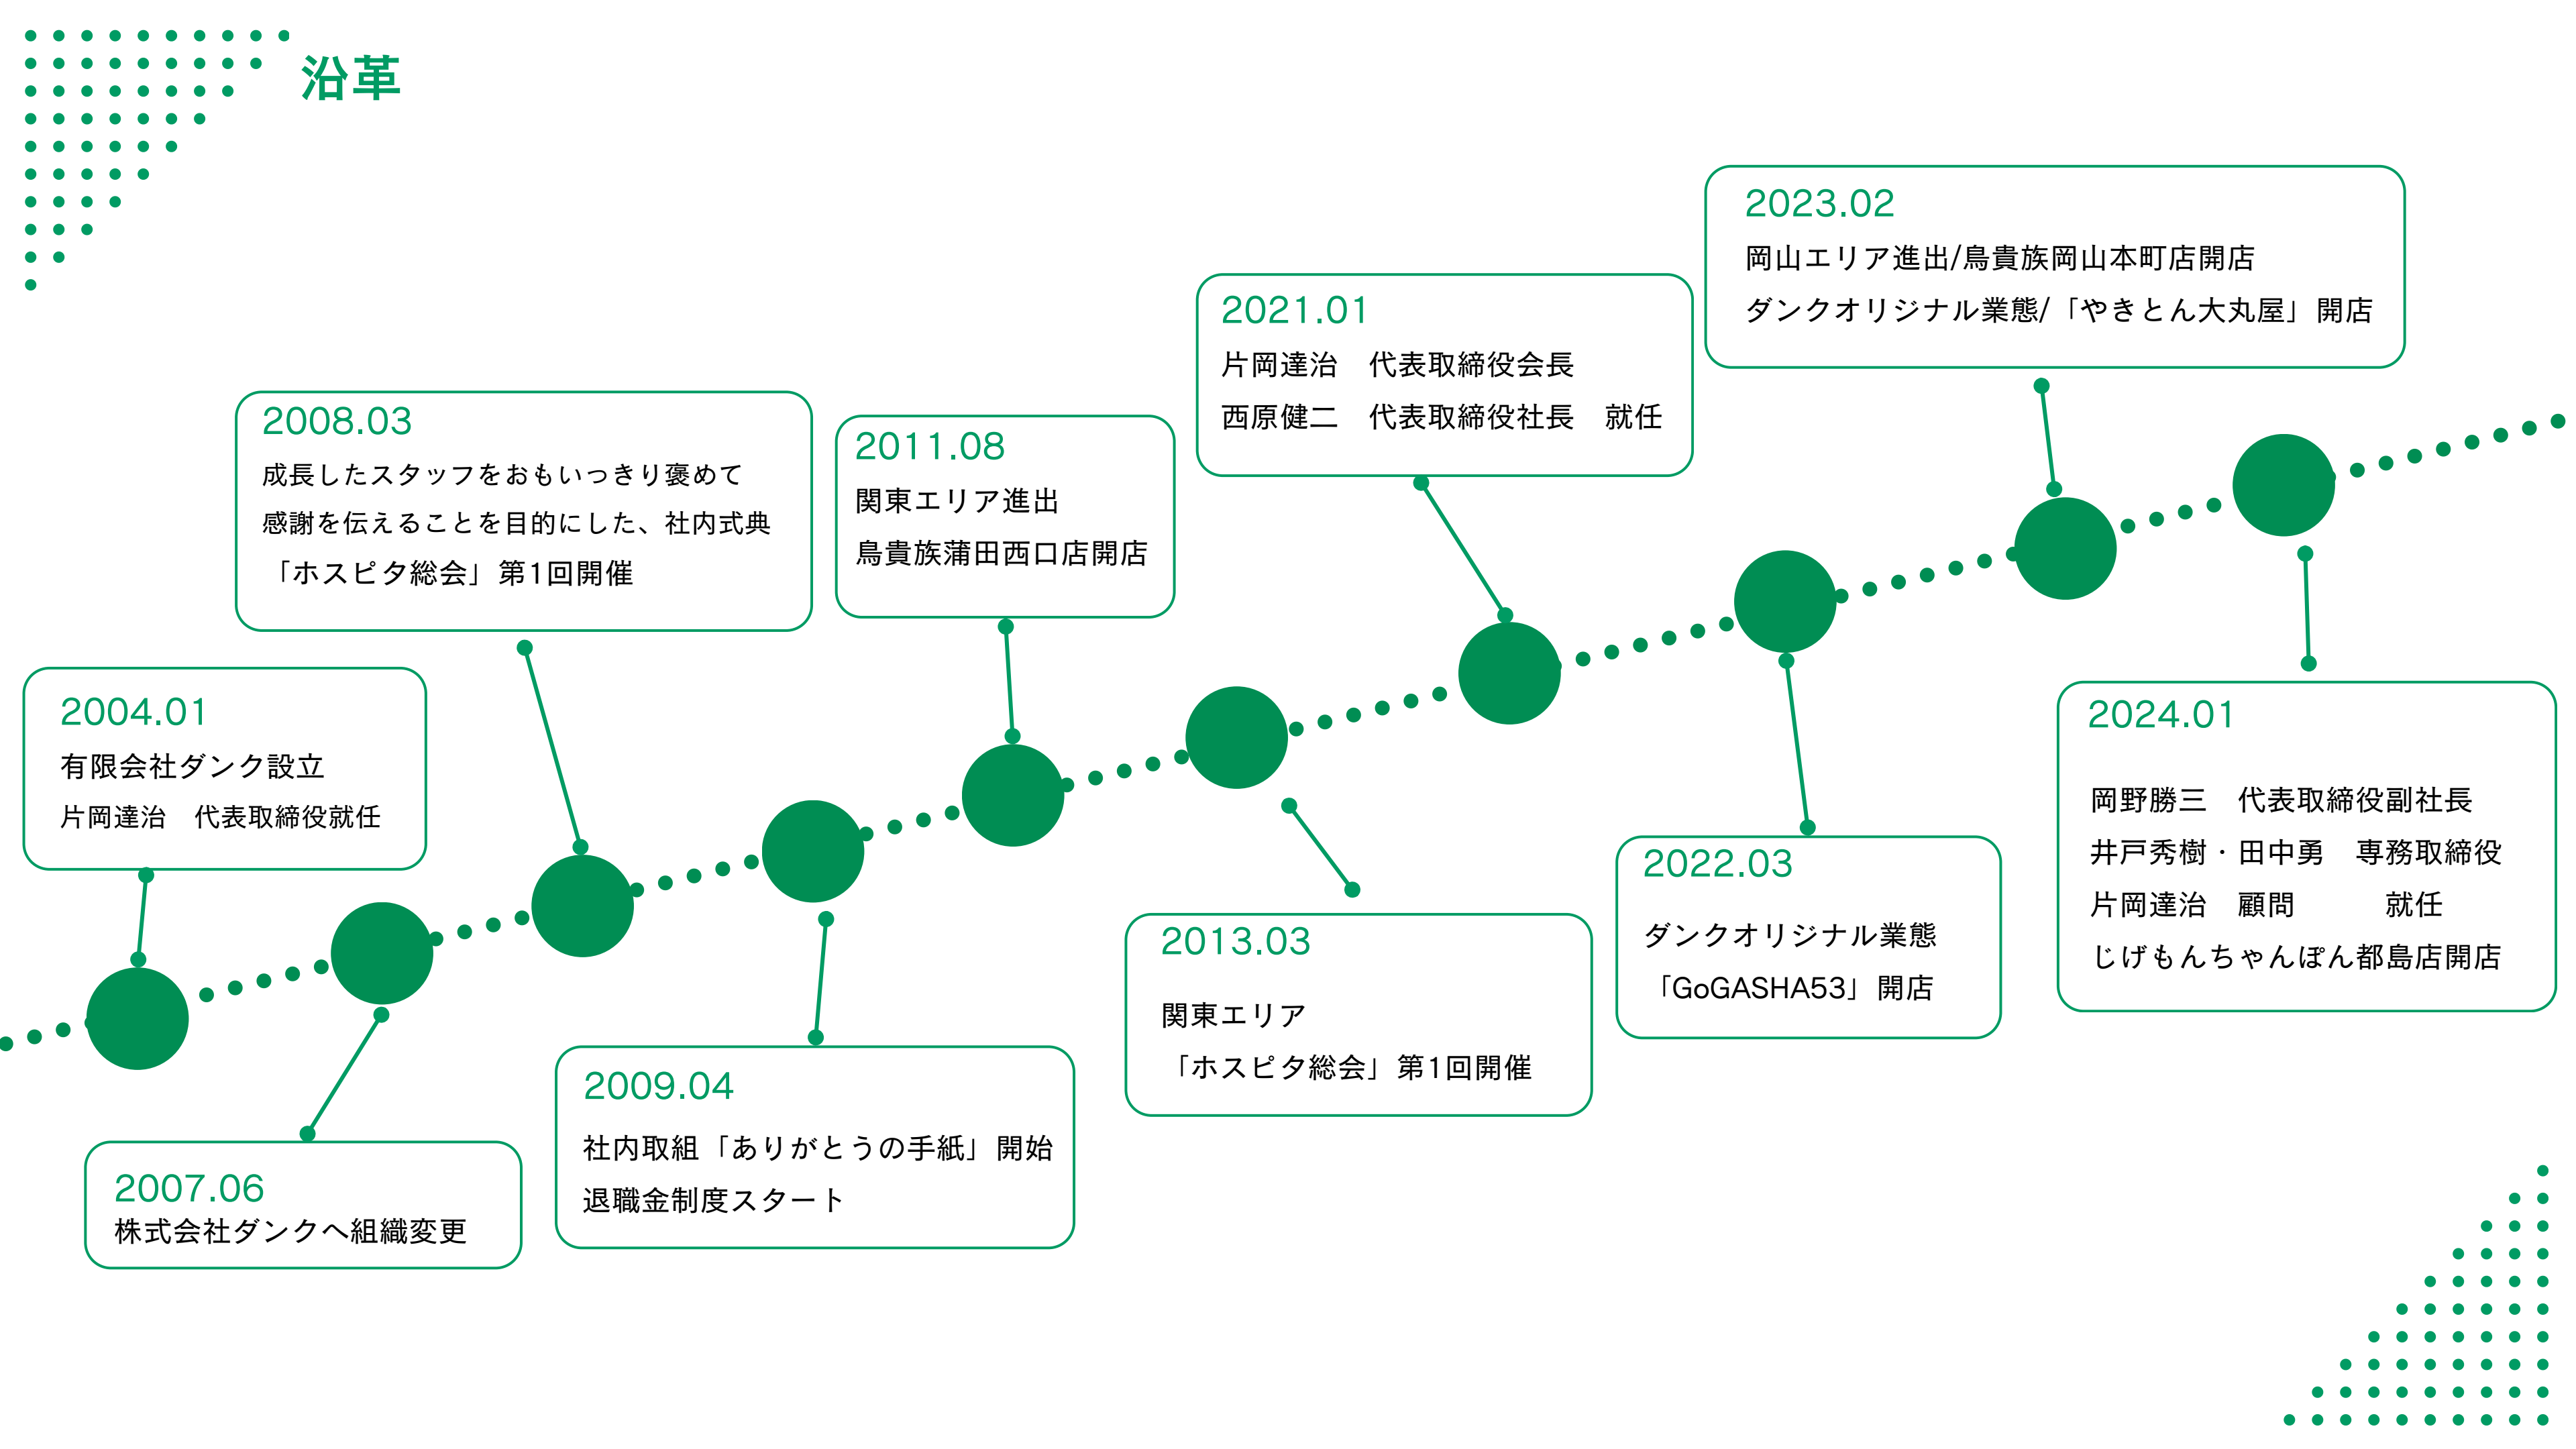 沿革
2004.01
有限会社ダンク設立
片岡達治　代表取締役就任
2007.06
株式会社ダンクへ組織変更
2008.03
成長したスタッフをおもいっきり褒めて
感謝を伝えることを目的にした、社内式典
「ホスピタ総会」第1回開催
2009.04
社内取組「ありがとうの手紙」開始
退職金制度スタート
2011.08
関東エリア進出
鳥貴族蒲田西口店開店
2013.03
関東エリア
「ホスピタ総会」第1回開催
2021.01
片岡達治　代表取締役会長
西原健二　代表取締役社長　就任
2022.03
ダンクオリジナル業態
「GoGASHA53」開店
2023.02
岡山エリア進出/鳥貴族岡山本町店開店
ダンクオリジナル業態/「やきとん大丸屋」開店
2024.01
岡野勝三　代表取締役副社長
井戸秀樹・田中勇　専務取締役
片岡達治　顧問　　　就任
じげもんちゃんぽん都島店開店